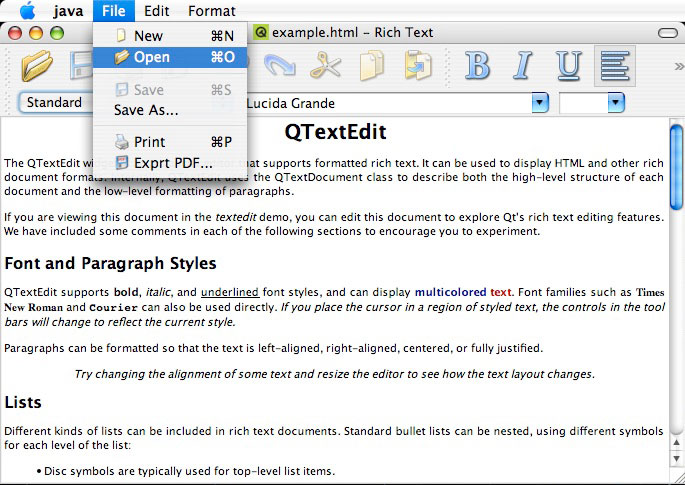 java File Edit Format
example.html – Rich Text
New ⌘N
Open ⌘O
Save ⌘S
Save As...
Print ⌘P
Exprt PDF...
B I U
Standard Lucida Grande
QTextEdit
The QTextEdit that supports formatted rich text. It can be used to display HTML and other rich
document formats. Internally, QTextEdit uses the QTextDocument class to describe both the high-level structure of each
document and the low-level formatting of paragraphs.
If you are viewing this document in the textedit demo, you can edit this document to explore Qt's rich text editing features.
We have included some comments in each of the following sections to encourage you to experiment.
Font and Paragraph Styles
QTextEdit supports bold, italic, and underlined font styles, and can display multicolored text. Font families such as Times
New Roman and Courier can also be used directly. If you place the cursor in a region of styled text, the controls in the tool
bars will change to reflect the current style.
Paragraphs can be formatted so that the text is left-aligned, right-aligned, centered, or fully justified.
Try changing the alignment of some text and resize the editor to see how the text layout changes.
Lists
Different kinds of lists can be included in rich text documents. Standard bullet lists can be nested, using different symbols
for each level of the list:
• Disc symbols are typically used for top-level list items.